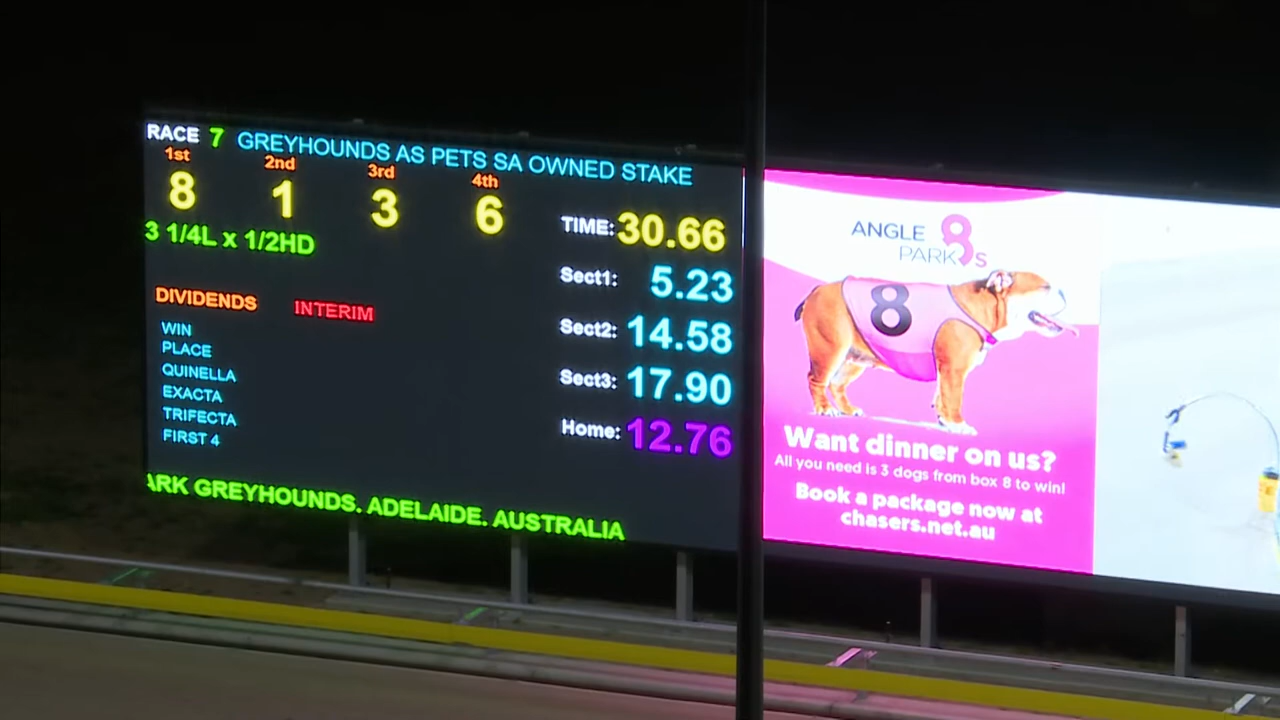 RACE 7 GREYHOUNDS AS PETS SA OWNED STAKE
1st 2nd 3rd 4th
8 1 3 6
3 1/4L x 1/2HD
TIME: 30.66
Sect1: 5.23
Sect2: 14.58
Sect3: 17.90
Home: 12.76
DIVIDENDS INTERIM
WIN
PLACE
QUINELLA
EXACTA
TRIFECTA
FIRST 4
ARK GREYHOUNDS. ADELAIDE. AUSTRALIA
ANGLE 8s
PARK
8
Want dinner on us?
All you need is 3 dogs from box 8 to win!
Book a package now at
chasers.net.au